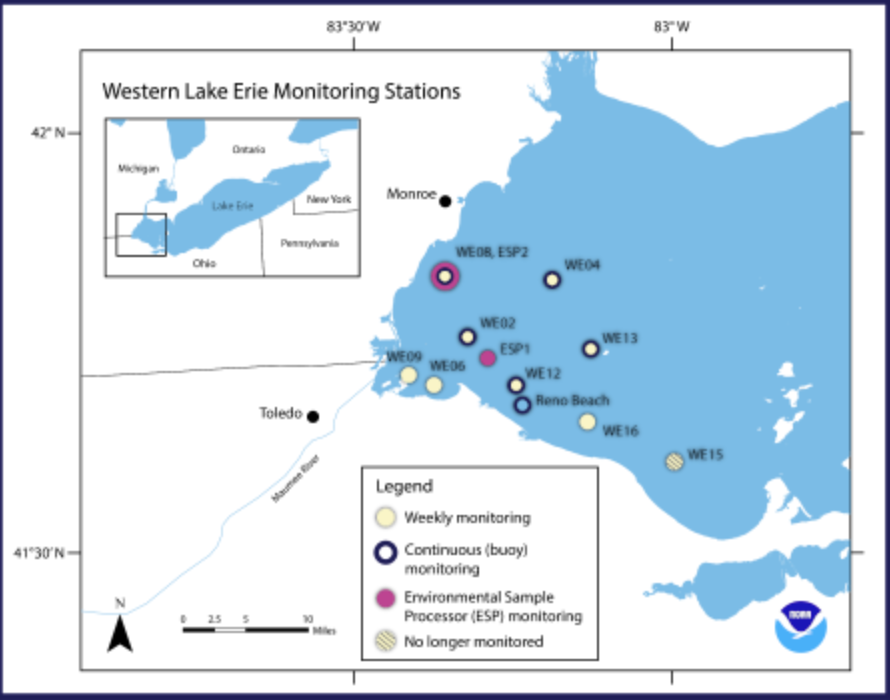 83°30'W
83° W
Western Lake Erie Monitoring Stations
42° N
Ontario
Michigan
Lake Erie
New York
Pennsylvania
Ohio
Monroe
WE08, ESP2
WE04
WE02
WE13
ESP1
WE09
WE06
WE12
Reno Beach
Toledo
WE16
WE15
Maumee River
Legend
Weekly monitoring
Continuous (buoy)
monitoring
Environmental Sample
Processor (ESP) monitoring
No longer monitored
41°30'N
N
0 2.5 5 10
Miles
NOAA